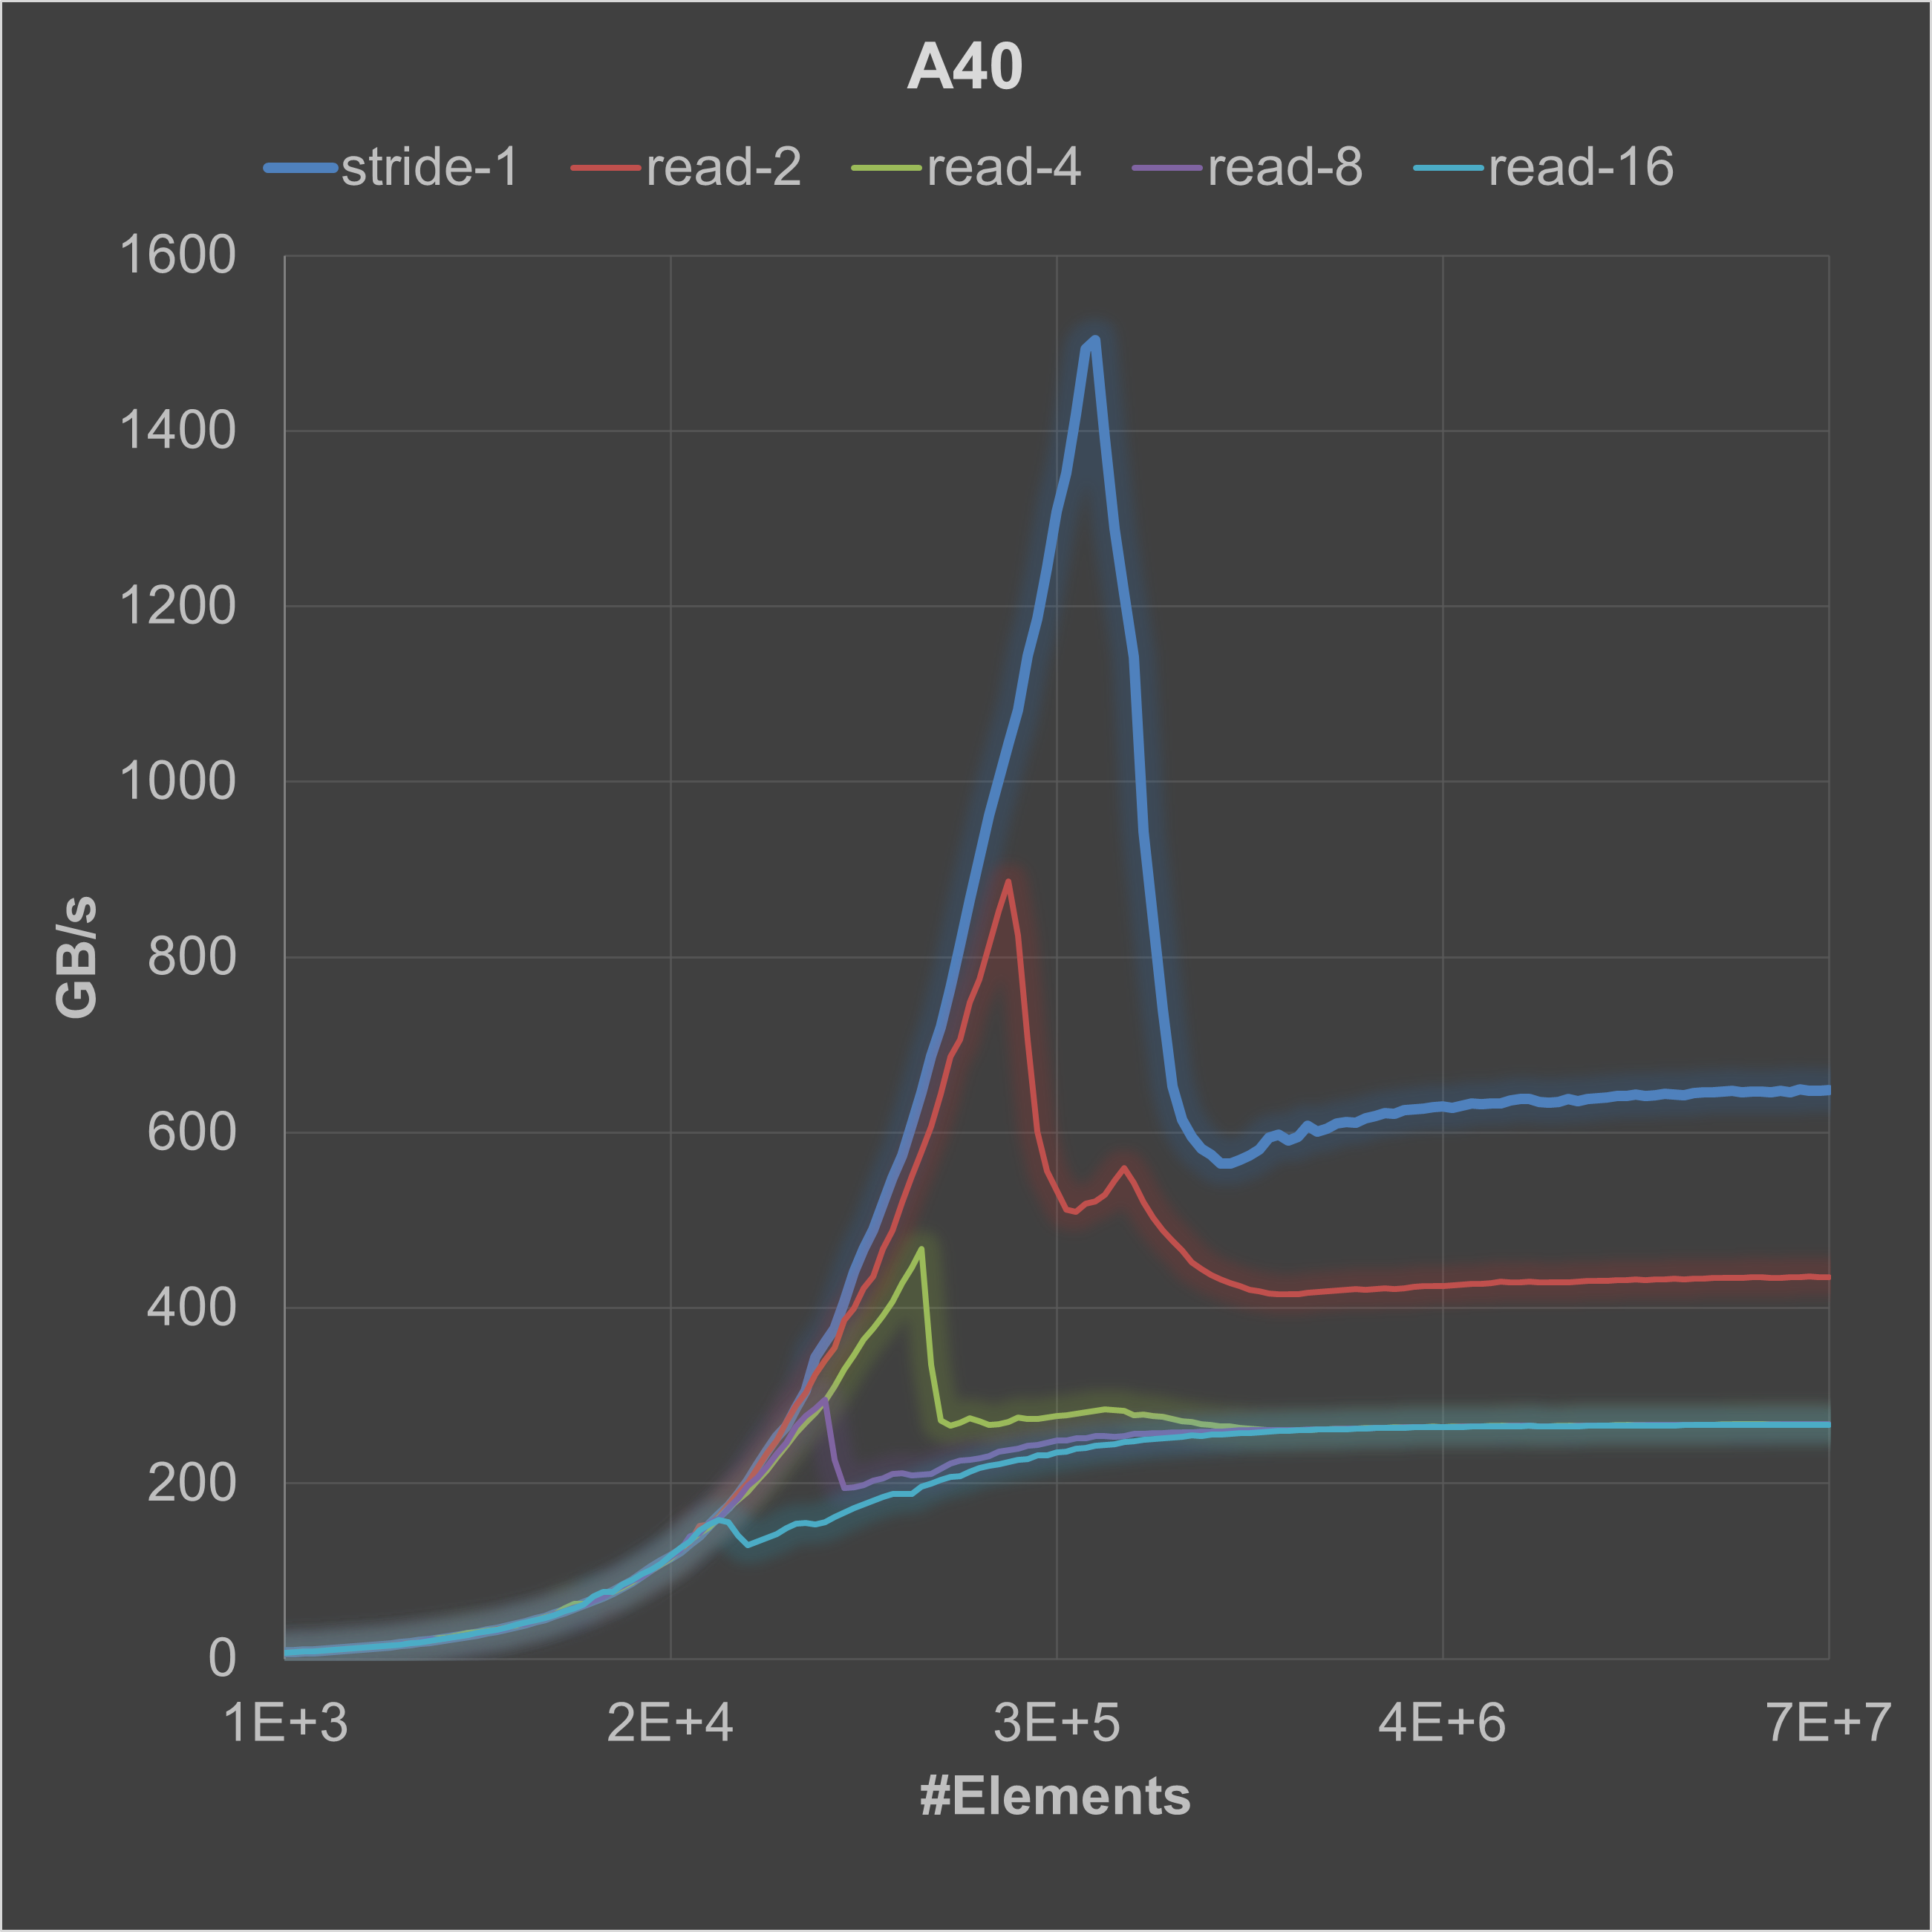 A40
stride-1 read-2 read-4 read-8 read-16
1600
1400
1200
1000
800
600
400
200
0
GB/s
1E+3 2E+4 3E+5 4E+6 7E+7
#Elements